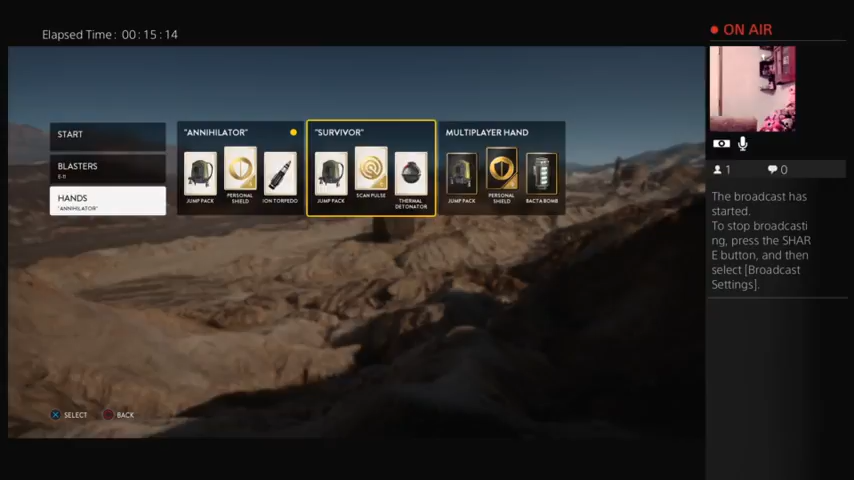 Elapsed Time: 00:15:14
ON AIR
START
BLASTERS
E-11
HANDS
"ANNIHILATOR"
"ANNIHILATOR"
JUMP PACK
PERSONAL
SHIELD
ION TORPEDO
"SURVIVOR"
JUMP PACK
SCAN PULSE
THERMAL
DETONATOR
MULTIPLAYER HAND
JUMP PACK
PERSONAL
SHIELD
BACTA BOMB
SELECT
BACK
1
0
The broadcast has
started.
To stop broadcasti
ng, press the SHAR
E button, and then
select [Broadcast
Settings].